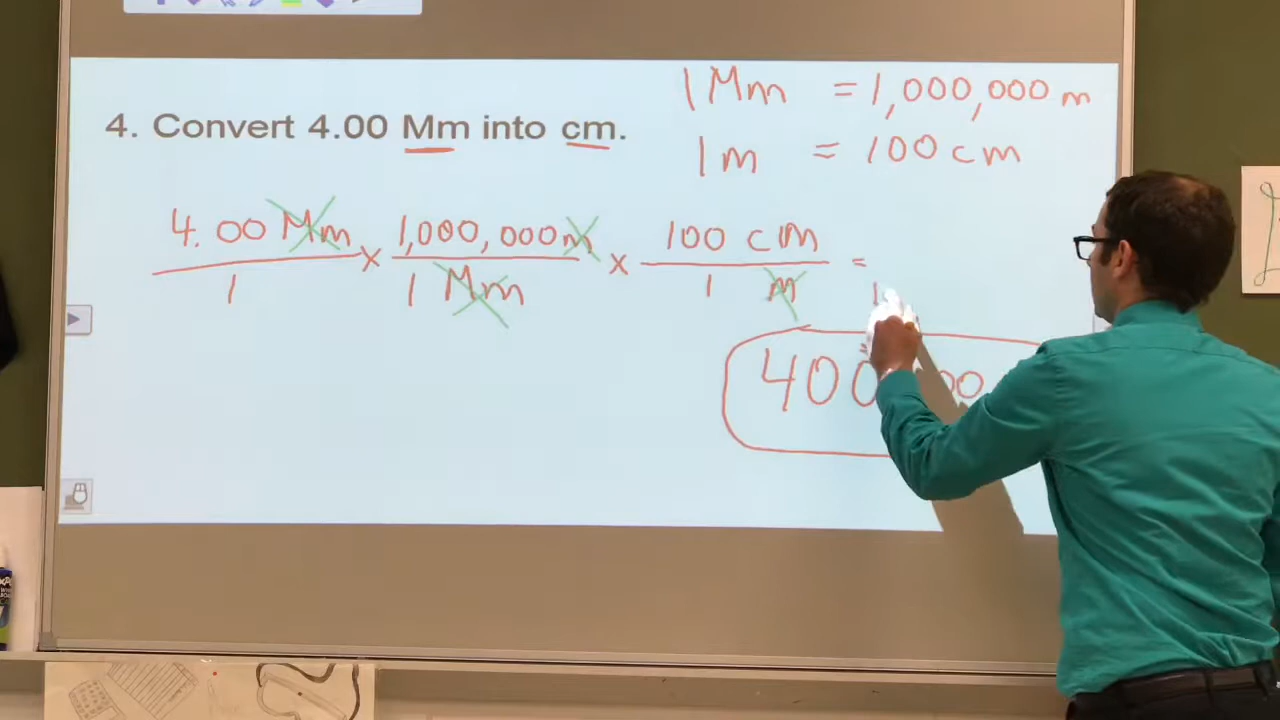 1 Mm = 1,000,000 m
4. Convert 4.00 Mm into cm.
1 m = 100 cm
4.00 Mm x 1,000,000 m x 100 cm =
1 1 Mm 1 m
400